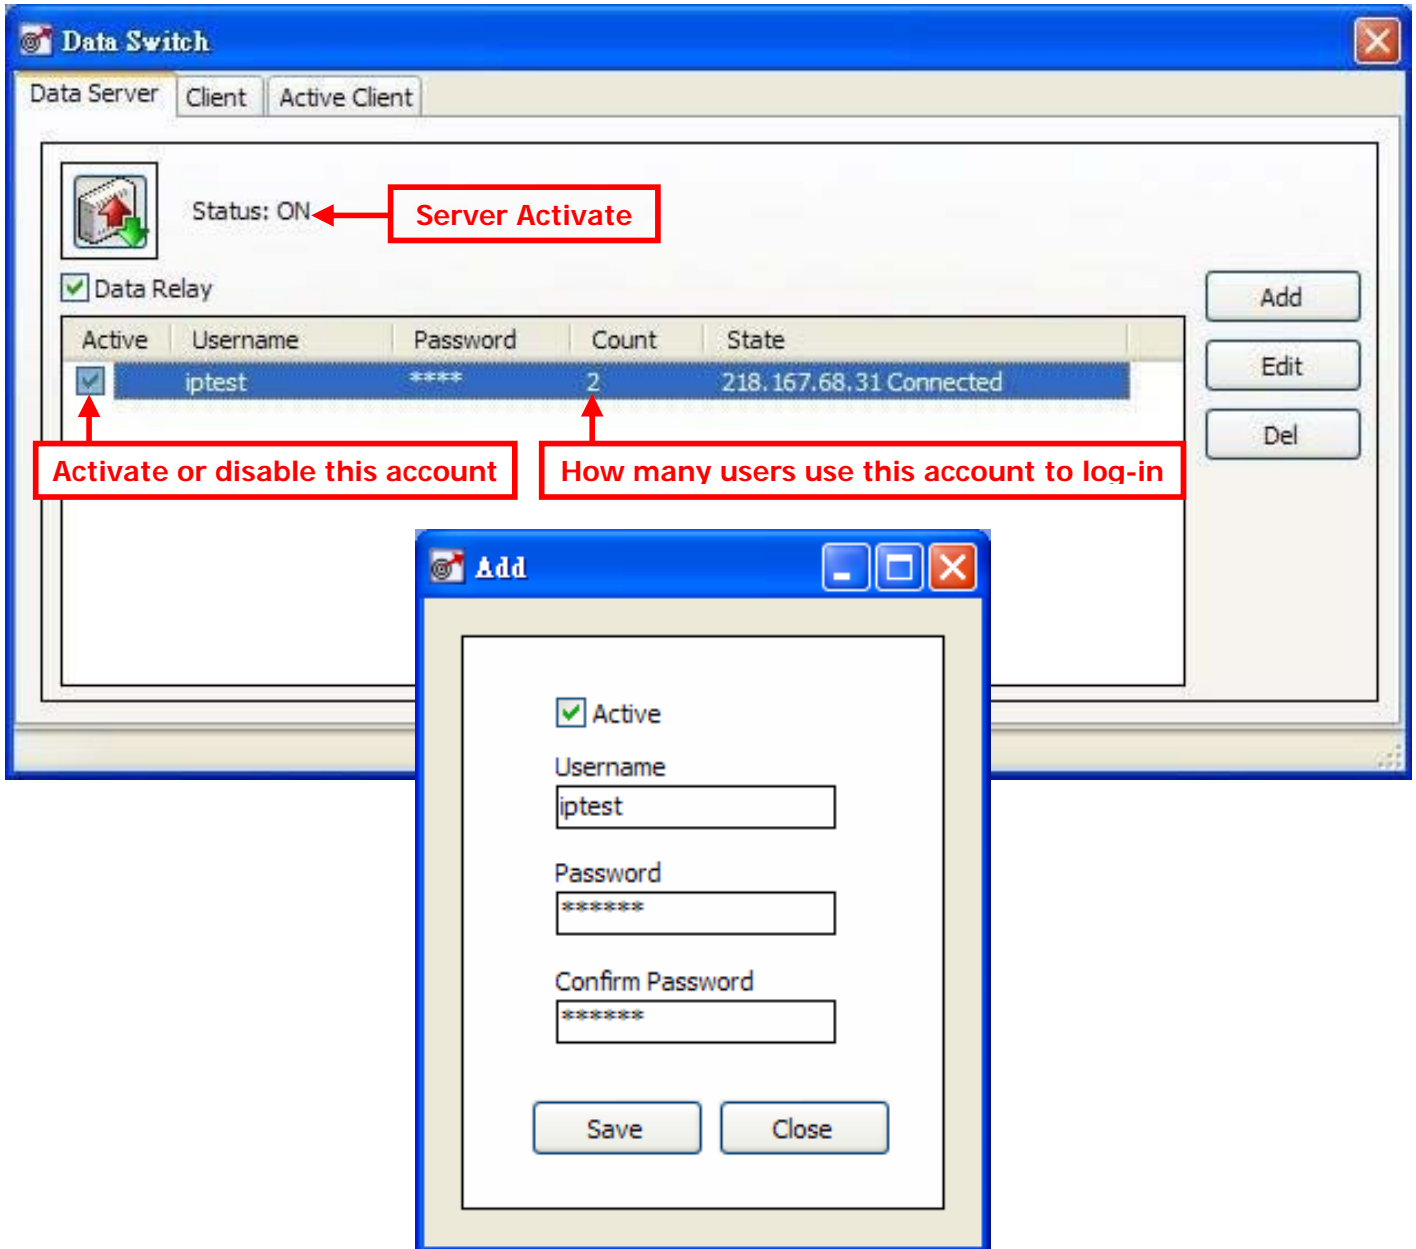 Data Switch
Data Server Client Active Client
Status: ON Server Activate
Data Relay
Add
Active Username Password Count State
iptest **** 2 218.167.68.31 Connected
Edit
Del
Activate or disable this account How many users use this account to log-in
Add
Active
Username
iptest
Password
******
Confirm Password
******
Save Close